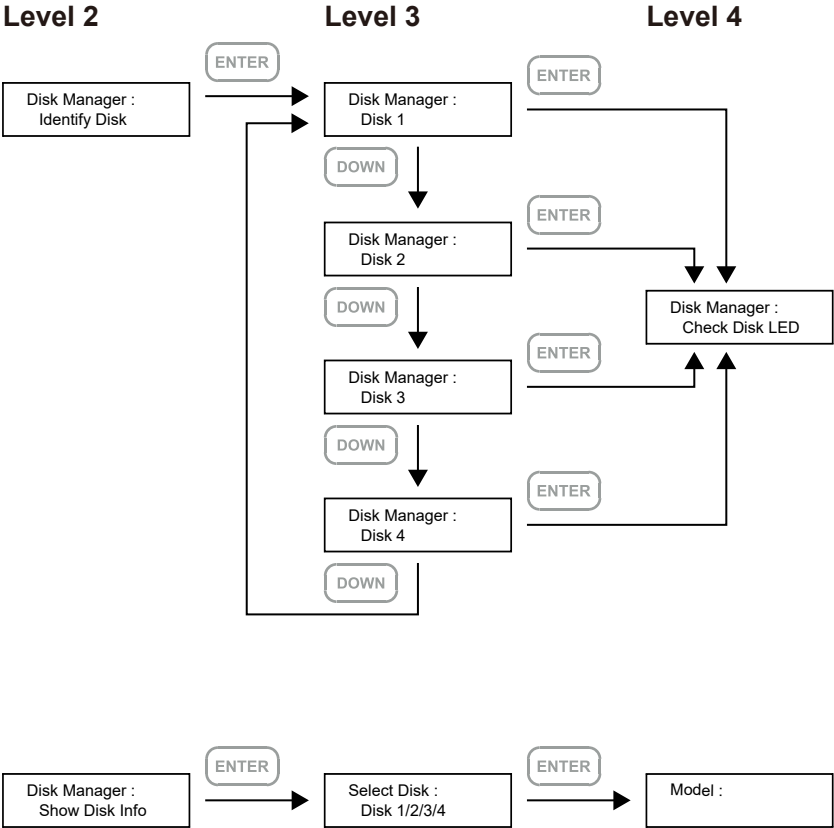 Level 2
Level 3
Level 4
ENTER
ENTER
Disk Manager :
Identify Disk
Disk Manager :
Disk 1
DOWN
ENTER
Disk Manager :
Disk 2
DOWN
Disk Manager :
Check Disk LED
ENTER
Disk Manager :
Disk 3
DOWN
ENTER
Disk Manager :
Disk 4
DOWN
ENTER
ENTER
Disk Manager :
Show Disk Info
Select Disk :
Disk 1/2/3/4
Model :